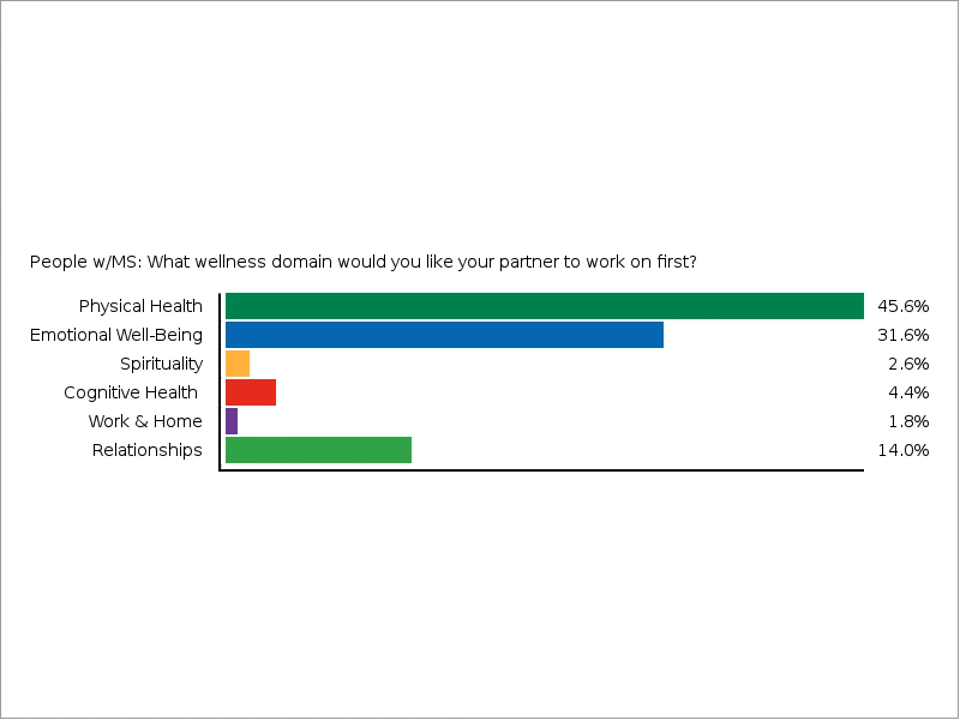 People w/MS: What wellness domain would you like your partner to work on first?
Physical Health 45.6%
Emotional Well-Being 31.6%
Spirituality 2.6%
Cognitive Health 4.4%
Work & Home 1.8%
Relationships 14.0%